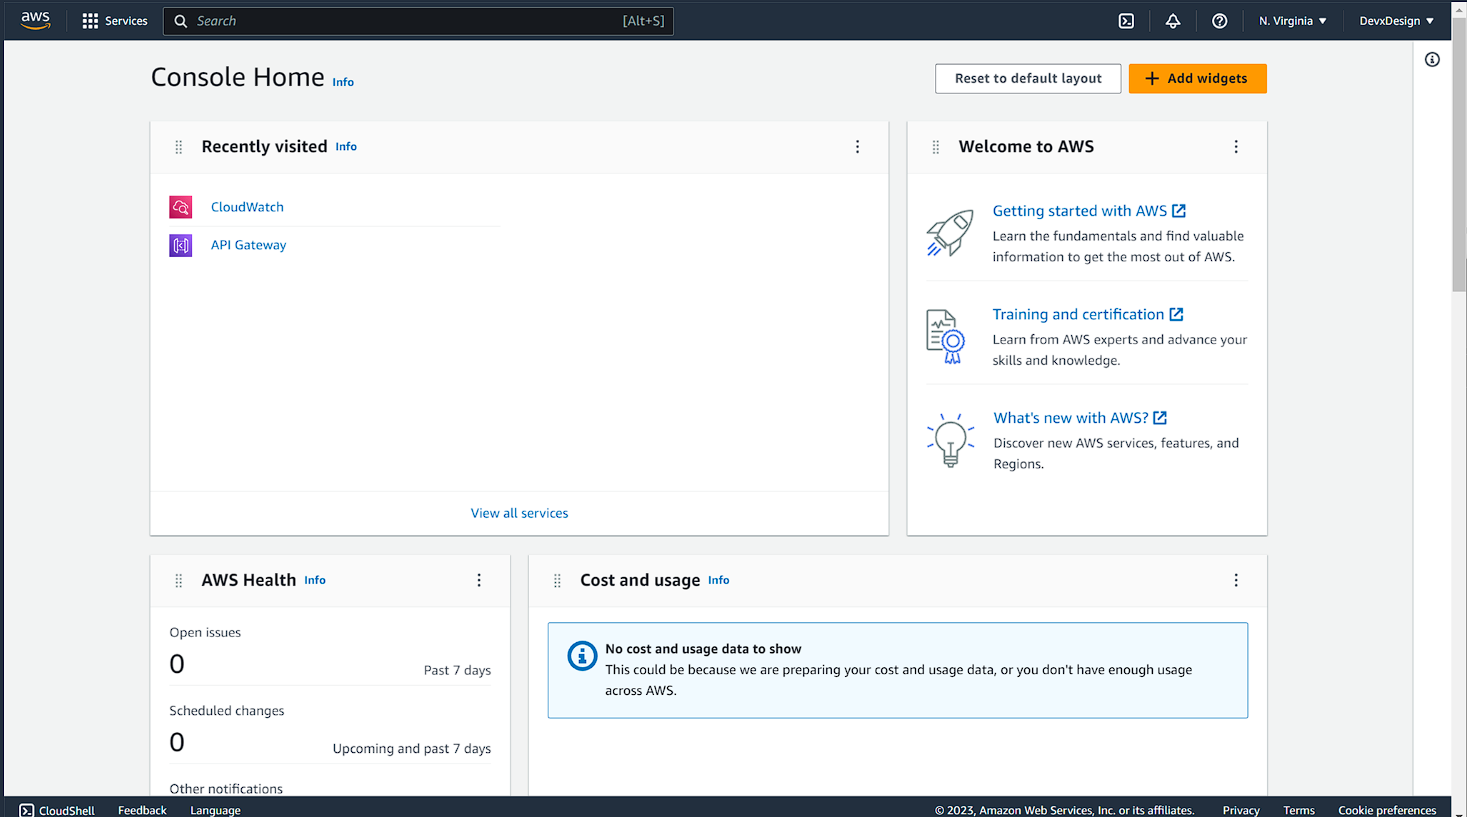 aws
Services
Search
[Alt+S]
N. Virginia
DevxDesign
Console Home Info
Reset to default layout
Add widgets
Recently visited Info
CloudWatch
API Gateway
View all services
Welcome to AWS
Getting started with AWS
Learn the fundamentals and find valuable
information to get the most out of AWS.
Training and certification
Learn from AWS experts and advance your
skills and knowledge.
What's new with AWS?
Discover new AWS services, features, and
Regions.
AWS Health Info
Open issues
0
Past 7 days
Scheduled changes
0
Upcoming and past 7 days
Other notifications
Cost and usage Info
No cost and usage data to show
This could be because we are preparing your cost and usage data, or you don't have enough usage
across AWS.
CloudShell
Feedback
Language
© 2023, Amazon Web Services, Inc. or its affiliates.
Privacy
Terms
Cookie preferences